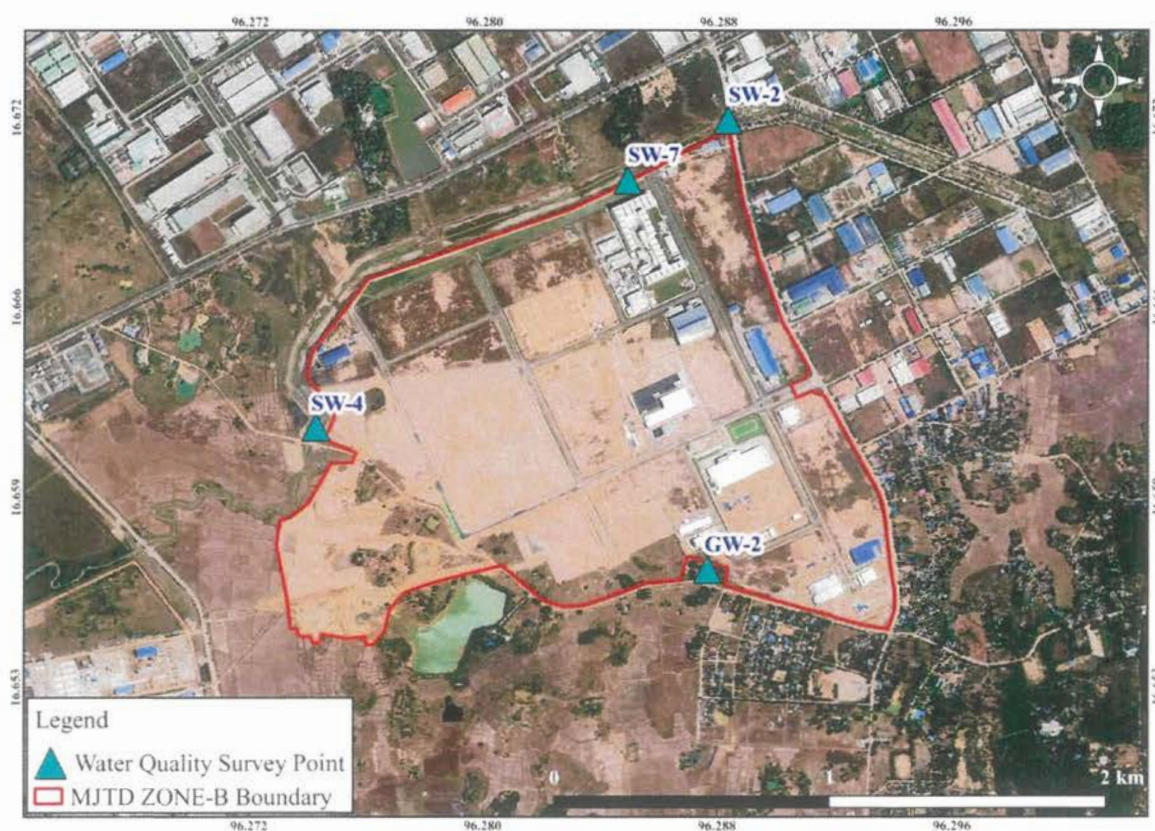 96.272 96.280 96.288 96.296
SW-2
16.672
SW-7
16.666
SW-4
16.659
GW-2
16.653
Legend
Water Quality Survey Point
MJTD ZONE-B Boundary
0 1 2 km
96.272 96.280 96.288 96.296